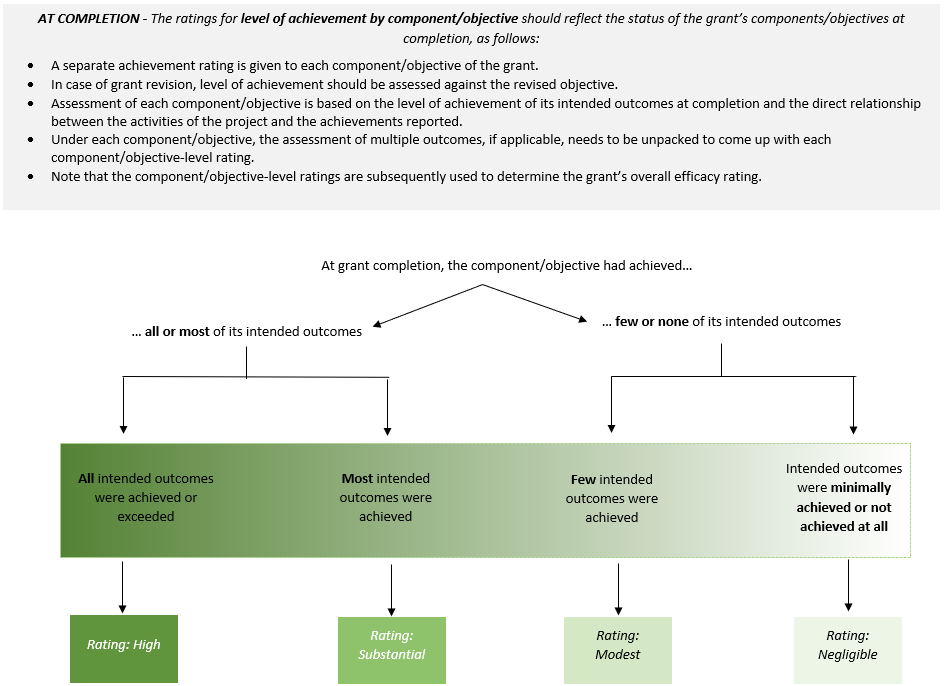 AT COMPLETION - The ratings for level of achievement by component/objective should reflect the status of the grant's components/objectives at
completion, as follows:
• A separate achievement rating is given to each component/objective of the grant.
• In case of grant revision, level of achievement should be assessed against the revised objective.
• Assessment of each component/objective is based on the level of achievement of its intended outcomes at completion and the direct relationship
between the activities of the project and the achievements reported.
• Under each component/objective, the assessment of multiple outcomes, if applicable, needs to be unpacked to come up with each
component/objective-level rating.
• Note that the component/objective-level ratings are subsequently used to determine the grant's overall efficacy rating.
At grant completion, the component/objective had achieved…
… all or most of its intended outcomes
… few or none of its intended outcomes
All intended outcomes
were achieved or
exceeded
Most intended
outcomes were
achieved
Few intended
outcomes were
achieved
Intended outcomes
were minimally
achieved or not
achieved at all
Rating: High
Rating:
Substantial
Rating:
Modest
Rating:
Negligible